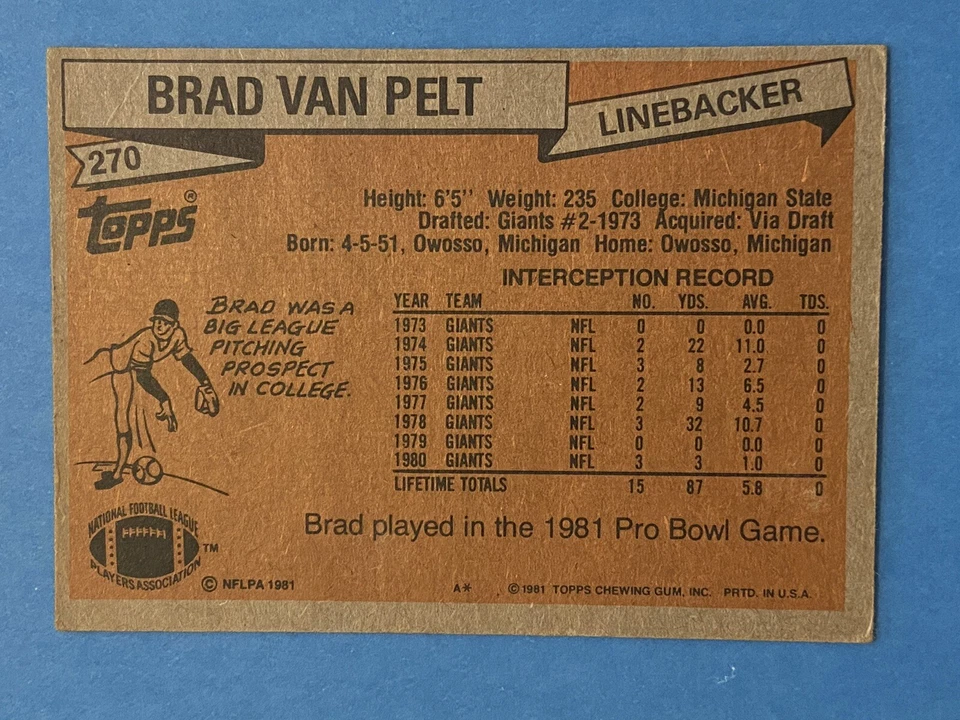 BRAD VAN PELT
LINEBACKER
270
TOPPS®
Height: 6'5'' Weight: 235 College: Michigan State
Drafted: Giants #2-1973 Acquired: Via Draft
Born: 4-5-51, Owosso, Michigan Home: Owosso, Michigan
BRAD WAS A
BIG LEAGUE
PITCHING
PROSPECT
IN COLLEGE.
INTERCEPTION RECORD
YEAR TEAM NO. YDS. AVG. TDS.
1973 GIANTS NFL 0 0 0.0 0
1974 GIANTS NFL 2 22 11.0 0
1975 GIANTS NFL 3 8 2.7 0
1976 GIANTS NFL 2 13 6.5 0
1977 GIANTS NFL 2 9 4.5 0
1978 GIANTS NFL 3 32 10.7 0
1979 GIANTS NFL 0 0 0.0 0
1980 GIANTS NFL 3 3 1.0 0
LIFETIME TOTALS 15 87 5.8 0
Brad played in the 1981 Pro Bowl Game.
NATIONAL FOOTBALL LEAGUE
PLAYERS ASSOCIATION
TM
© NFLPA 1981
A* © 1981 TOPPS CHEWING GUM, INC. PRTD. IN U.S.A.